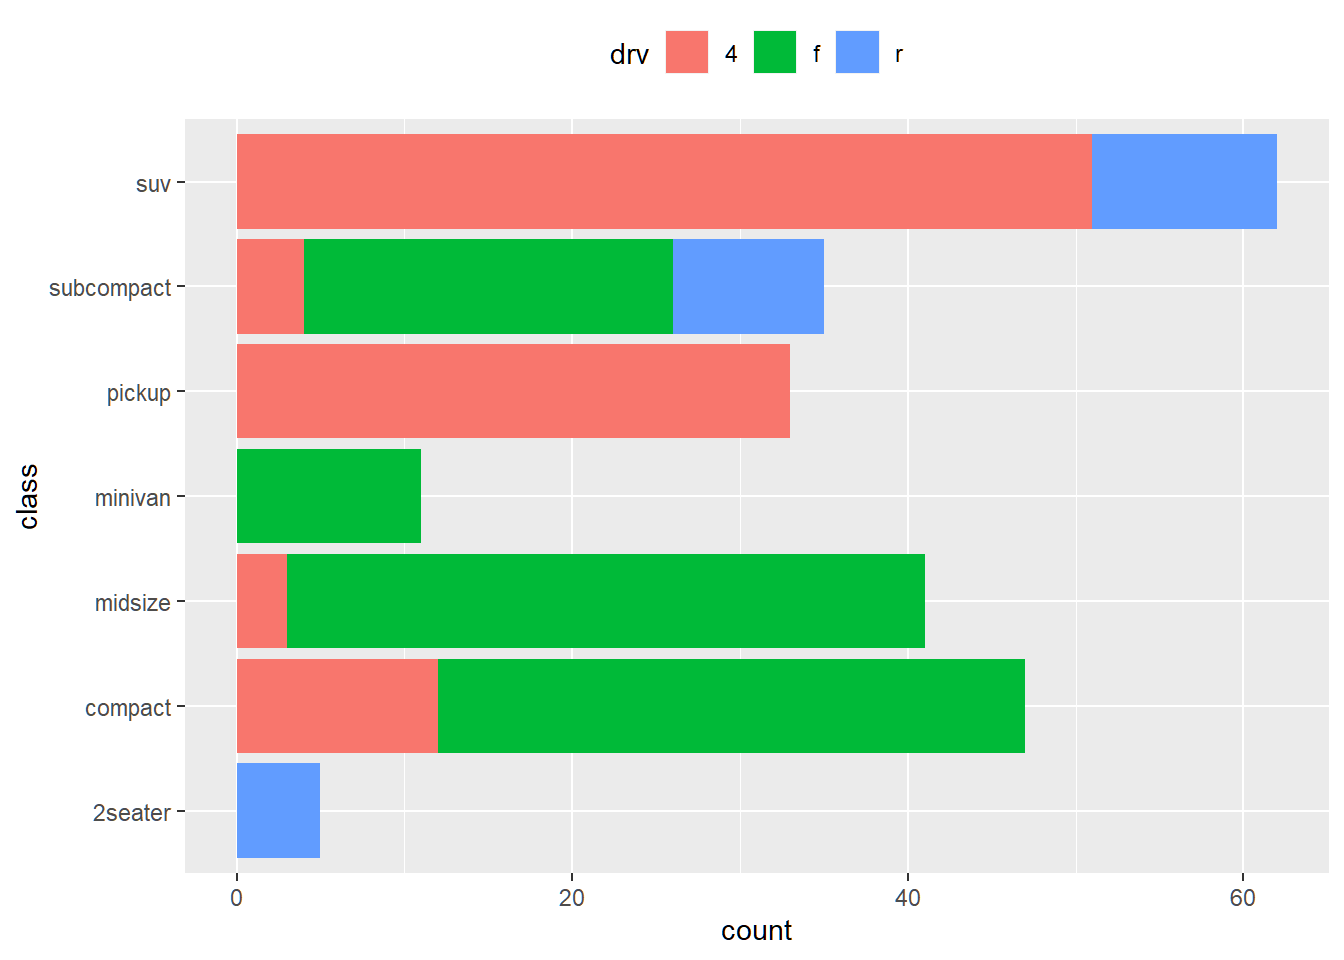 drv 4 f r
suv
subcompact
pickup
minivan
midsize
compact
2seater
class
0 20 40 60
count